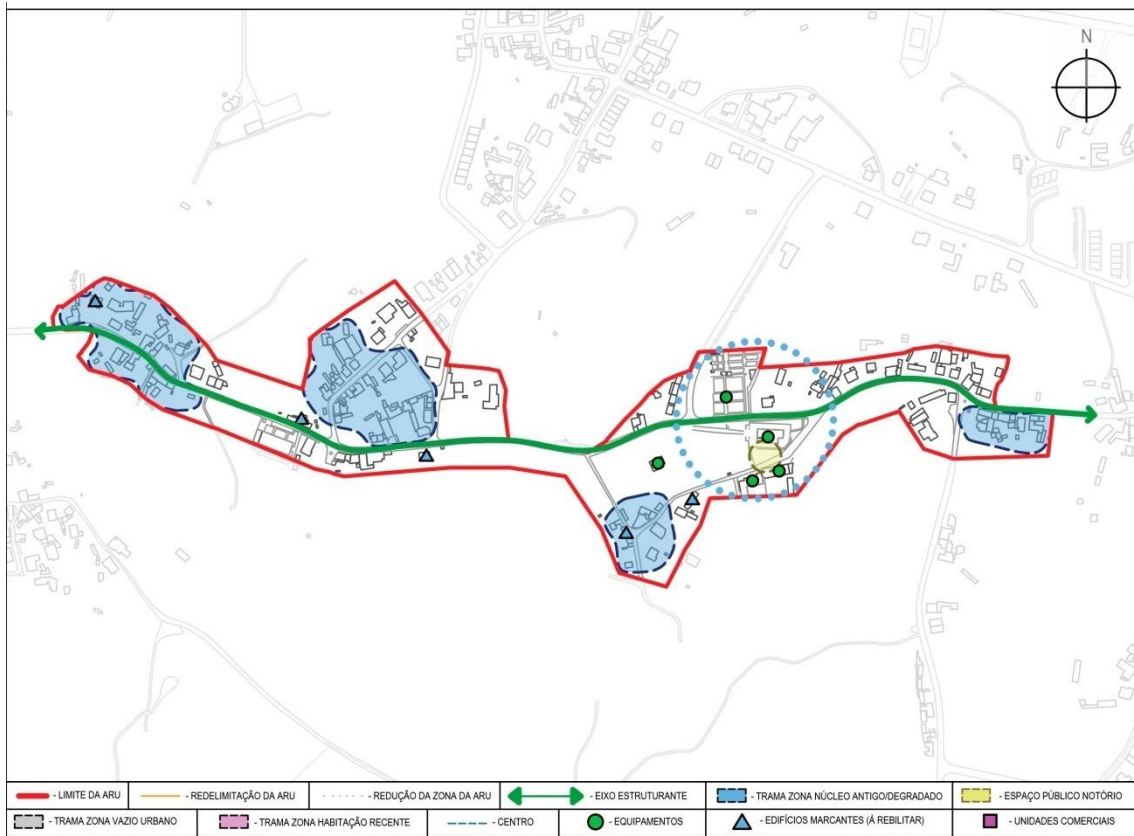 N
- LIMITE DA ARU - REDELIMITAÇÃO DA ARU - REDUÇÃO DA ZONA DA ARU - EIXO ESTRUTURANTE - TRAMA ZONA NÚCLEO ANTIGO/DEGRADADO - ESPAÇO PÚBLICO NOTÓRIO
- TRAMA ZONA VAZIO URBANO - TRAMA ZONA HABITAÇÃO RECENTE - CENTRO - EQUIPAMENTOS - EDIFÍCIOS MARCANTES (Á REBILITAR) - UNIDADES COMERCIAIS